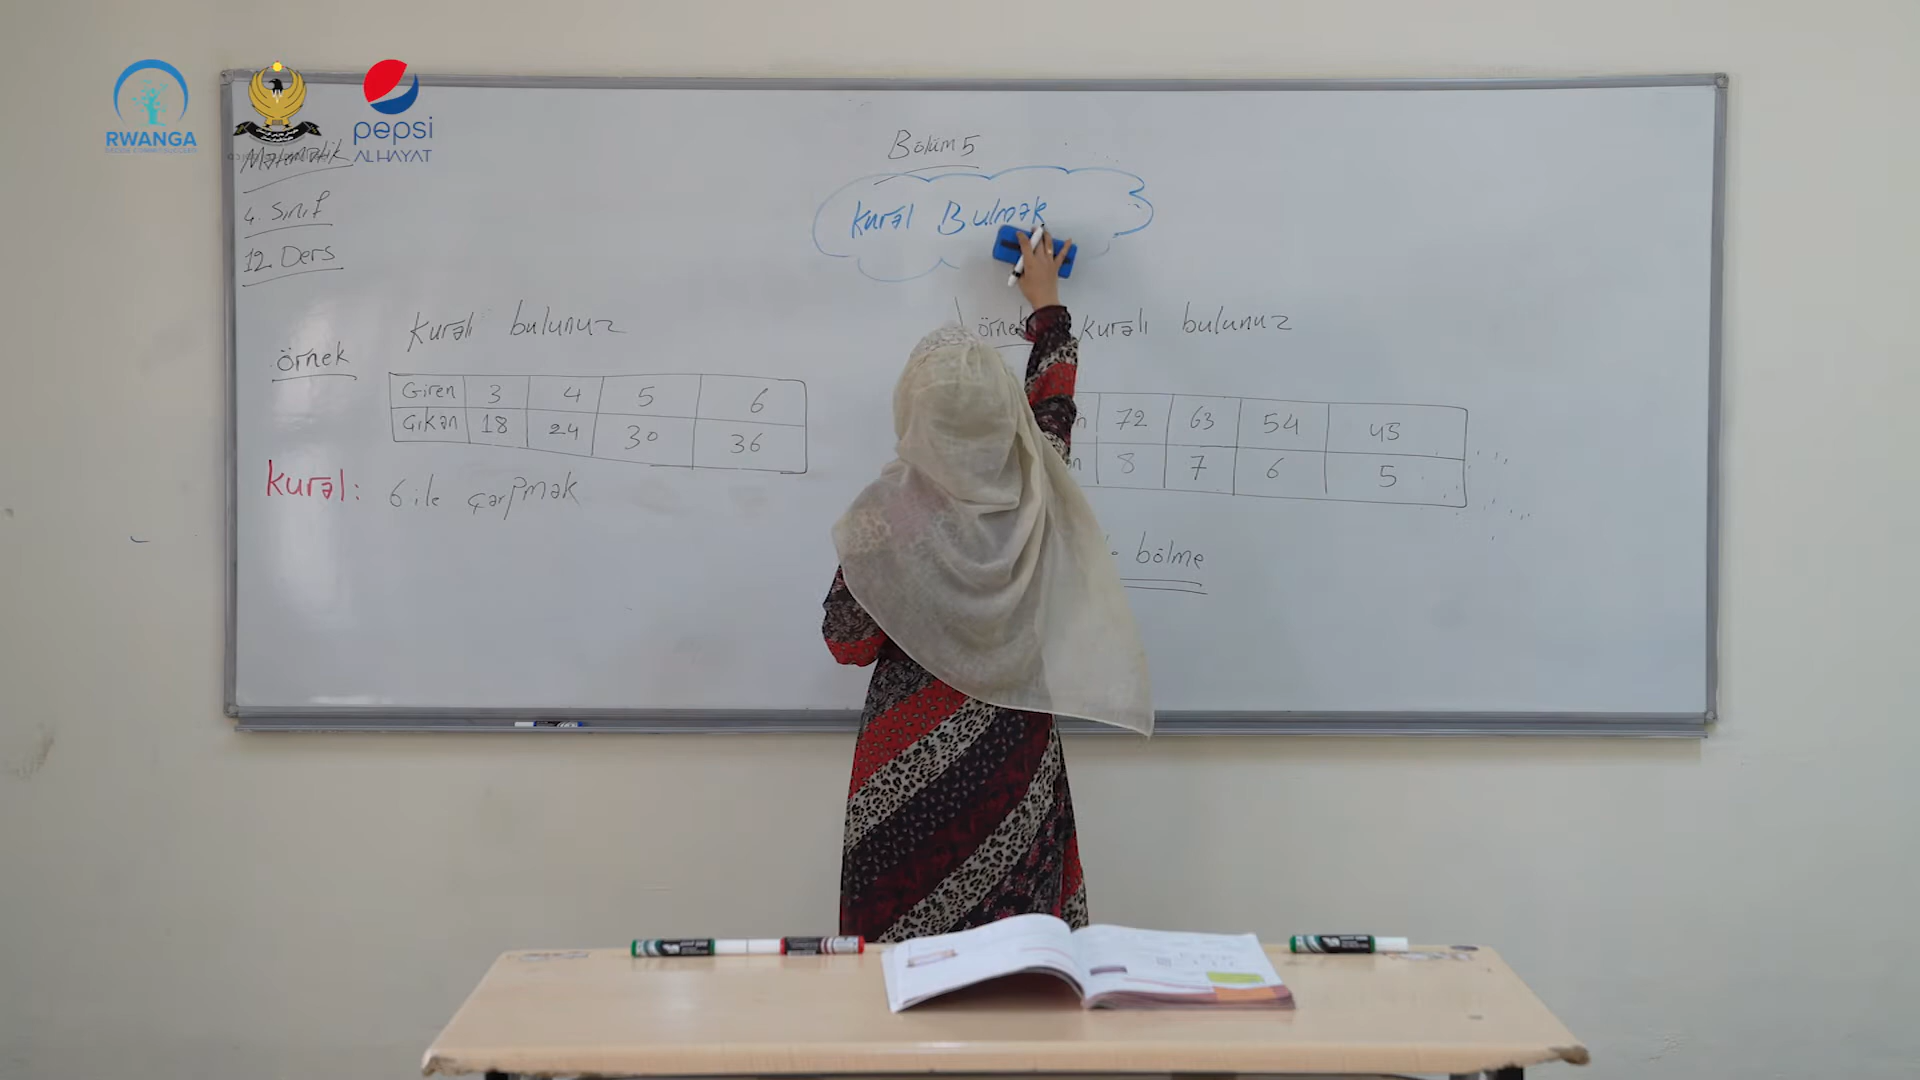 RWANGA
pepsi
ALHAYAT
Matematik
4. Sınıf
12. Ders
Bölüm 5
Kural Bulmak
örnek
Kuralı bulunuz
Giren 3 4 5 6
Çıkan 18 24 30 36
Kural: 6 ile çarpmak
örnek Kuralı bulunuz
72 63 54 45
8 7 6 5
bölme